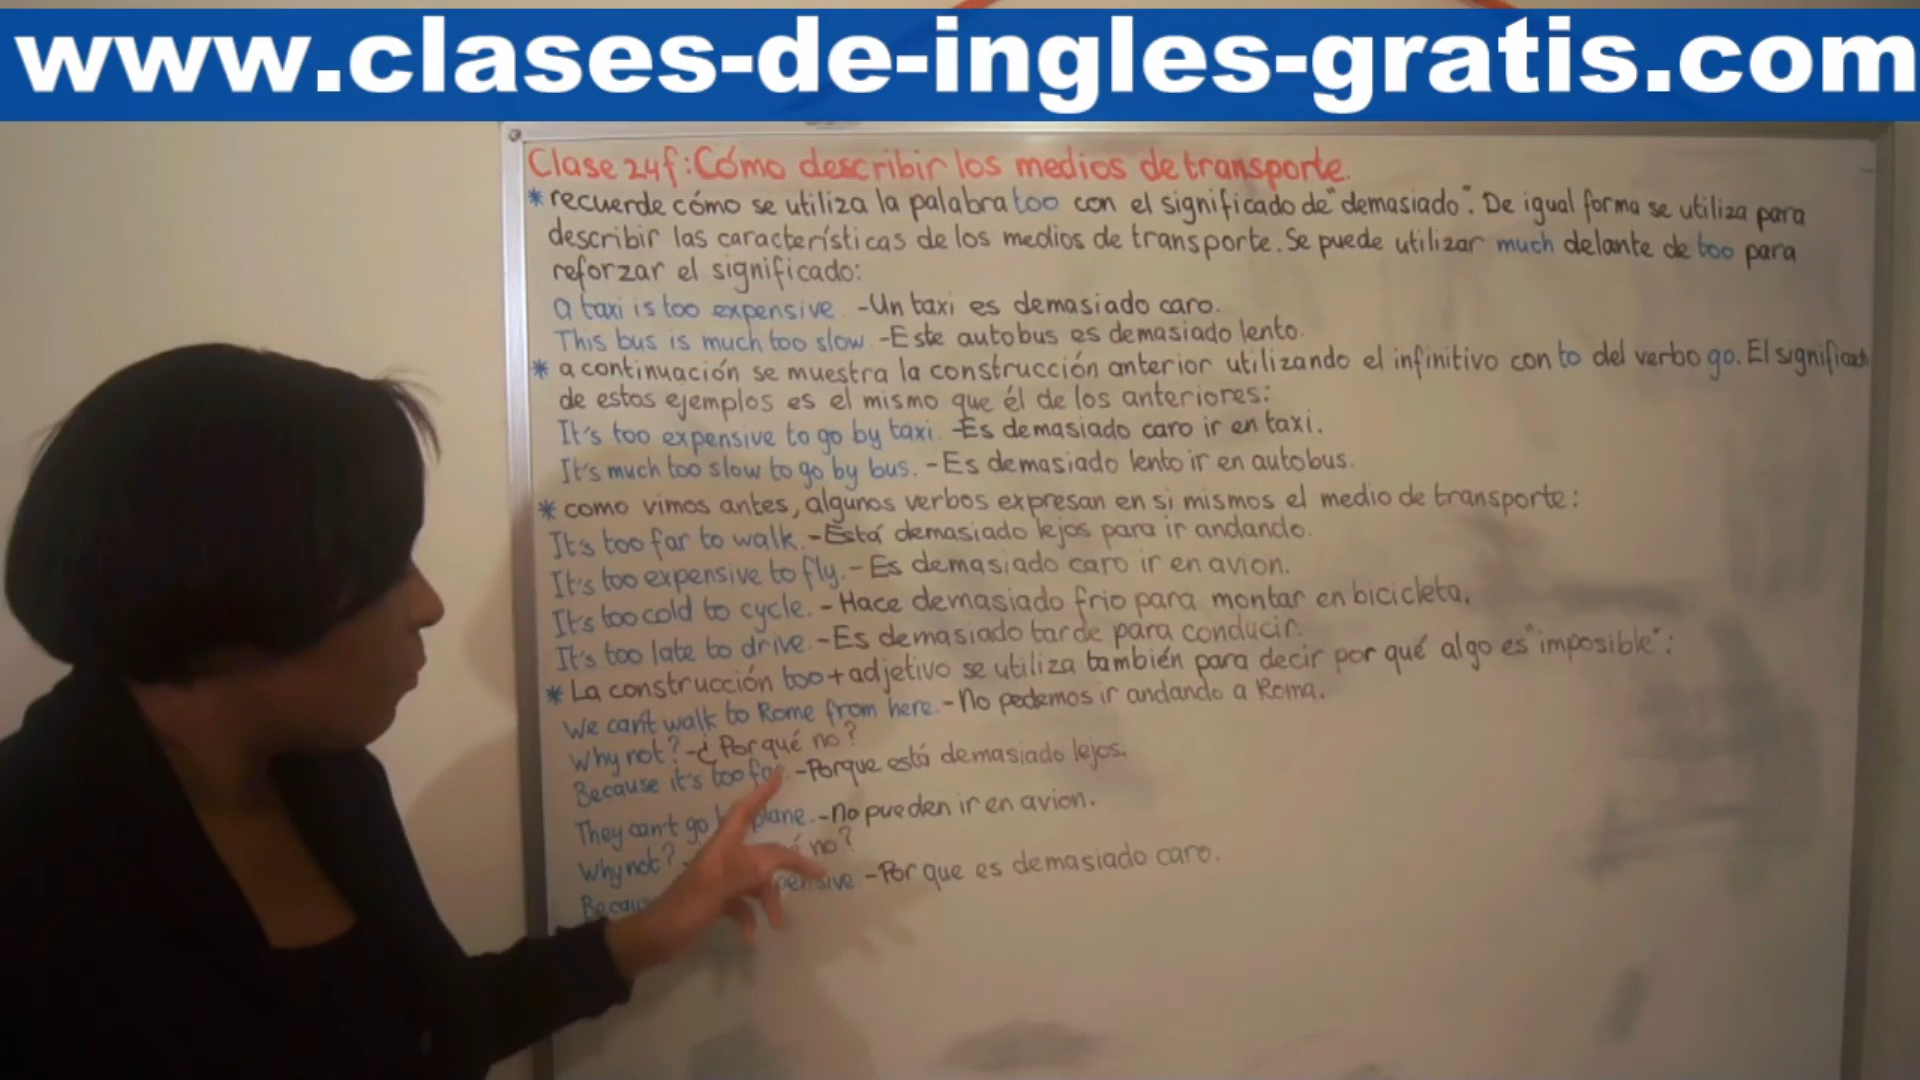 www.clases-de-ingles-gratis.com
Clase 24f: Cómo describir los medios de transporte.
* recuerde cómo se utiliza la palabra too con el significado de "demasiado". De igual forma se utiliza para
describir las características de los medios de transporte. Se puede utilizar much delante de too para
reforzar el significado:
a taxi is too expensive. -Un taxi es demasiado caro.
This bus is much too slow. -Este autobus es demasiado lento.
* a continuación se muestra la construcción anterior utilizando el infinitivo con to del verbo go. El significado
de estos ejemplos es el mismo que él de los anteriores:
It's too expensive to go by taxi. -Es demasiado caro ir en taxi.
It's much too slow to go by bus. -Es demasiado lento ir en autobus.
* como vimos antes, algunos verbos expresan en si mismos el medio de transporte:
It's too far to walk. -Está demasiado lejos para ir andando.
It's too expensive to fly. -Es demasiado caro ir en avion.
It's too cold to cycle. -Hace demasiado frio para montar en bicicleta.
It's too late to drive. -Es demasiado tarde para conducir.
* La construcción too+adjetivo se utiliza también para decir por qué algo es "imposible":
We can't walk to Rome from here. -No podemos ir andando a Roma.
Why not? -¿Por qué no?
Because it's too far. -Porque está demasiado lejos.
They can't go plane. -No pueden ir en avion.
Why not? - no?
-Por que es demasiado caro.